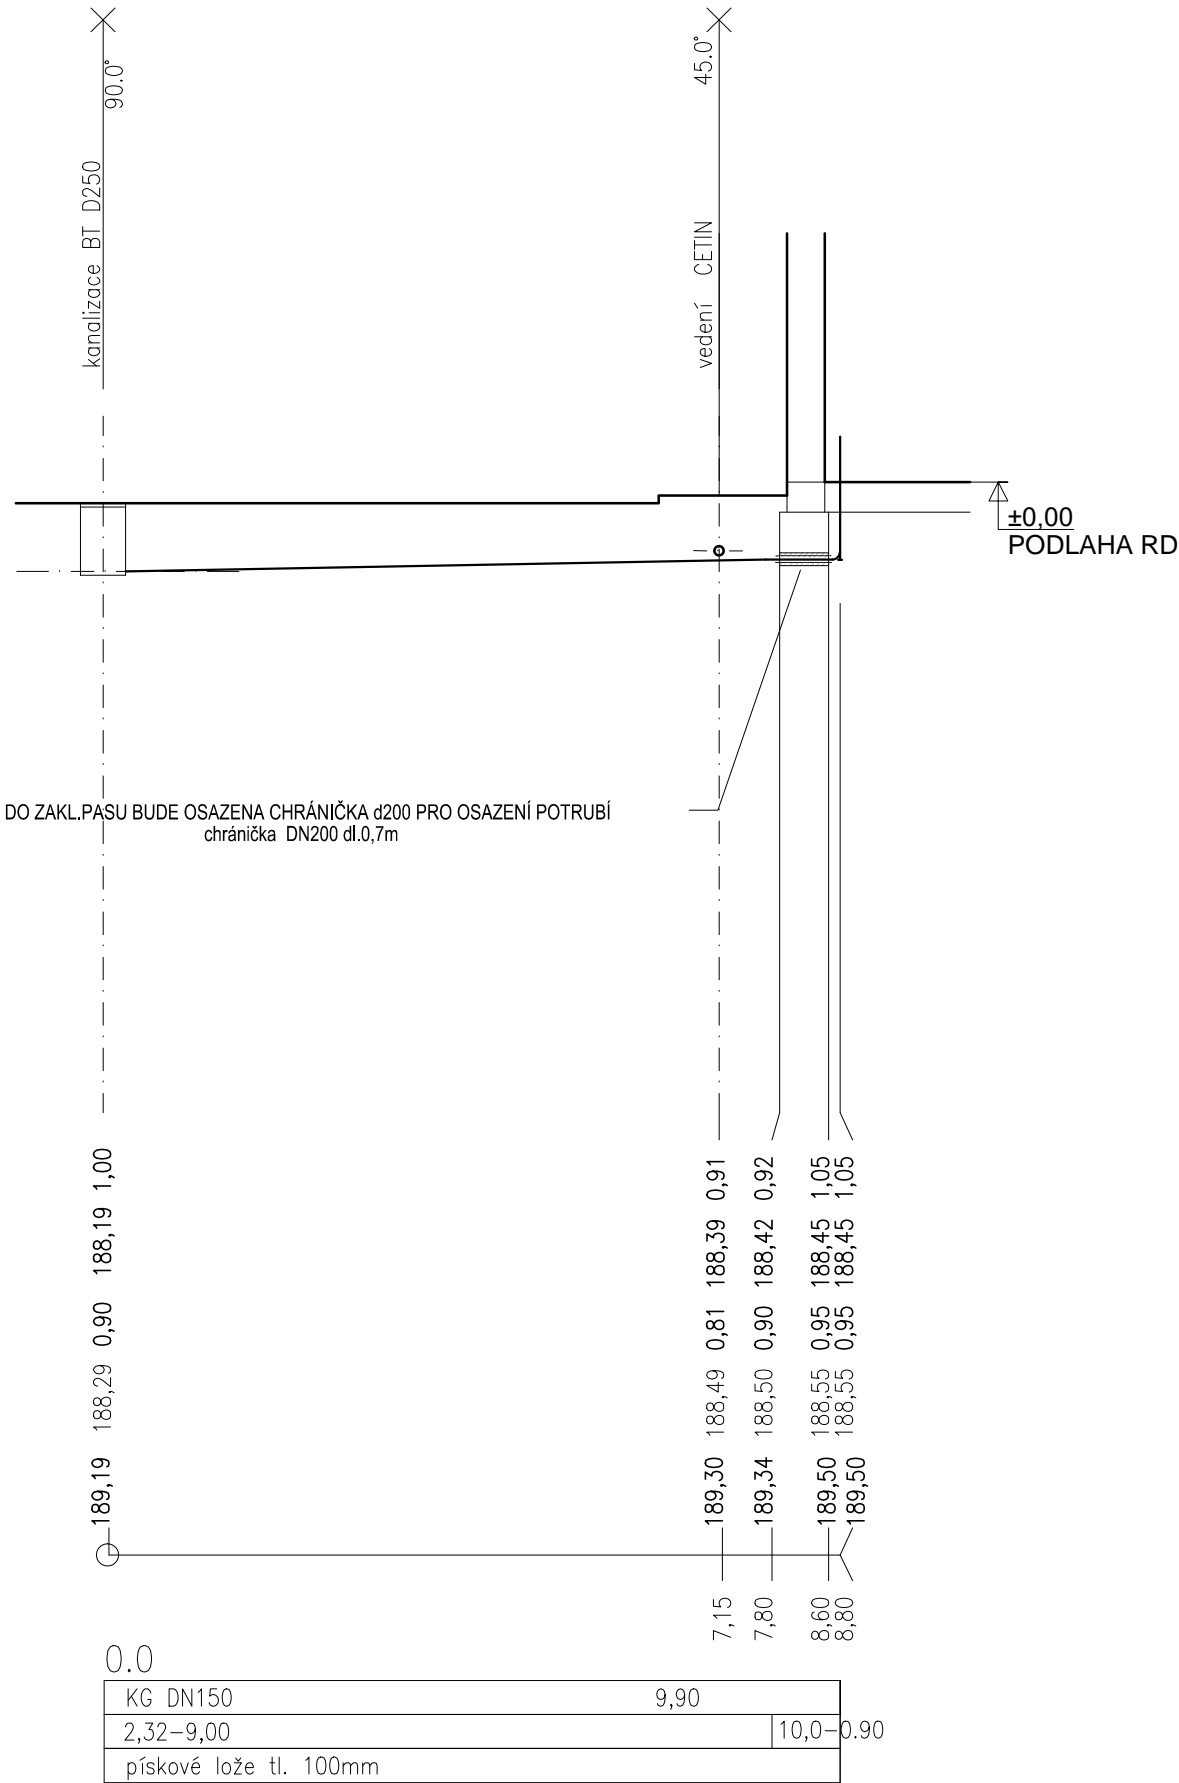 90.0°
kanalizace BT D250
45.0°
vedení CETIN
±0,00
PODLAHA RD
DO ZAKL.PASU BUDE OSAZENA CHRÁNIČKA d200 PRO OSAZENÍ POTRUBÍ
chránička DN200 dl.0,7m
189,19 188,29 0,90 188,19 1,00
189,30 188,49 0,81 188,39 0,91
189,34 188,50 0,90 188,42 0,92
189,50 188,55 0,95 188,45 1,05
189,50 188,55 0,95 188,45 1,05
7,15
7,80
8,60
8,80
0.0
KG DN150 9,90
2,32-9,00 10,0-0.90
pískové lože tl. 100mm